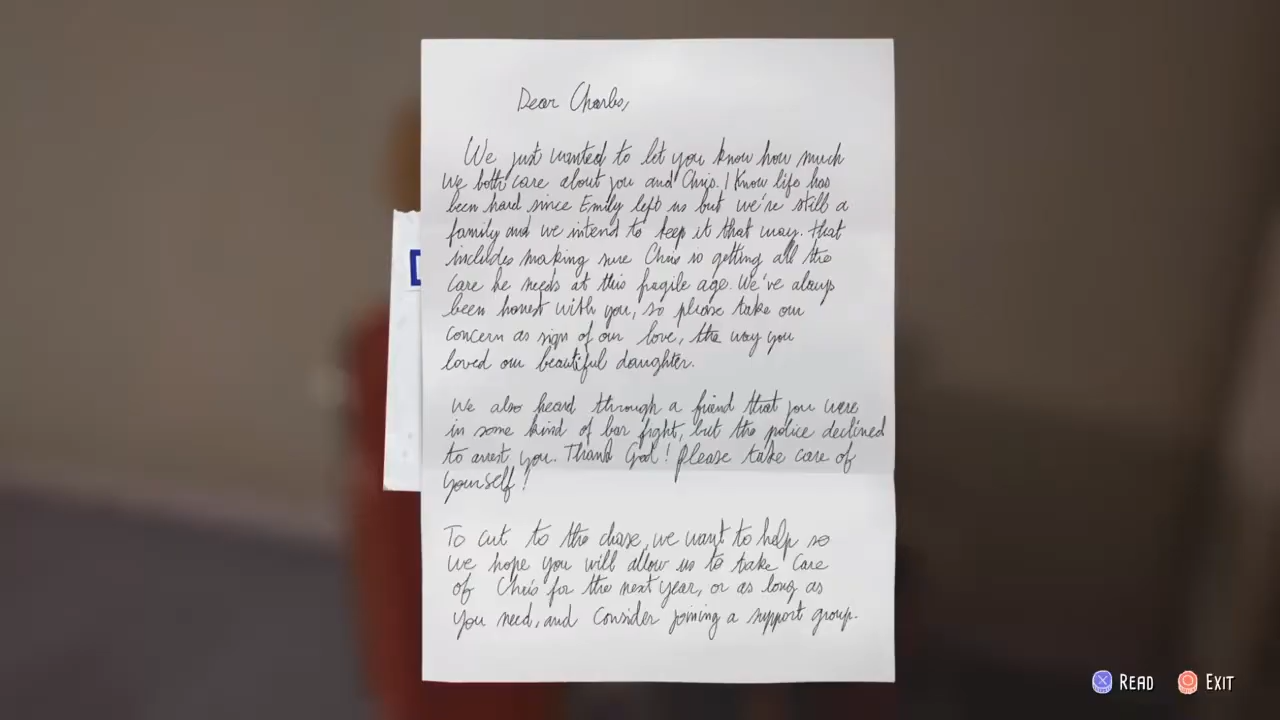 Dear Charles,
We just wanted to let you know how much
we both care about you and Chris. I know life has
been hard since Emily left us but we're still a
family and we intend to keep it that way. That
includes making sure Chris is getting all the
care he needs at this fragile age. We've always
been honest with you, so please take our
concern as sign of our love, the way you
loved our beautiful daughter.
We also heard through a friend that you were
in some kind of bar fight, but the police declined
to arrest you. Thank God! please take care of
yourself!
To cut to the chase, we want to help so
we hope you will allow us to take care
of Chris for the next year, or as long as
you need, and consider joining a support group.
READ EXIT